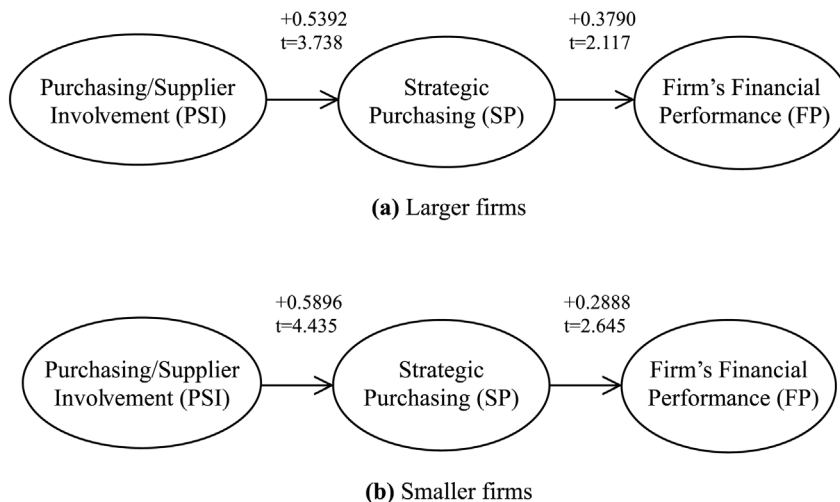 +0.5392
t=3.738
+0.3790
t=2.117
Purchasing/Supplier
Involvement (PSI)
Strategic
Purchasing (SP)
Firm’s Financial
Performance (FP)
(a) Larger firms
+0.5896
t=4.435
+0.2888
t=2.645
Purchasing/Supplier
Involvement (PSI)
Strategic
Purchasing (SP)
Firm’s Financial
Performance (FP)
(b) Smaller firms